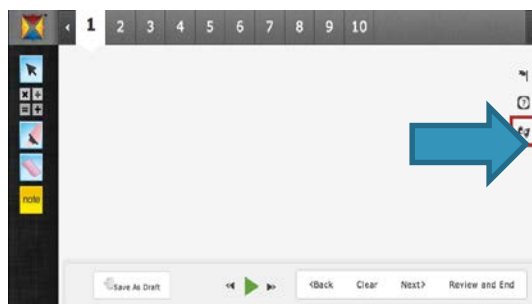 ‹ 1 2 3 4 5 6 7 8 9 10
note
Save As Draft ‹Back Clear Next› Review and End